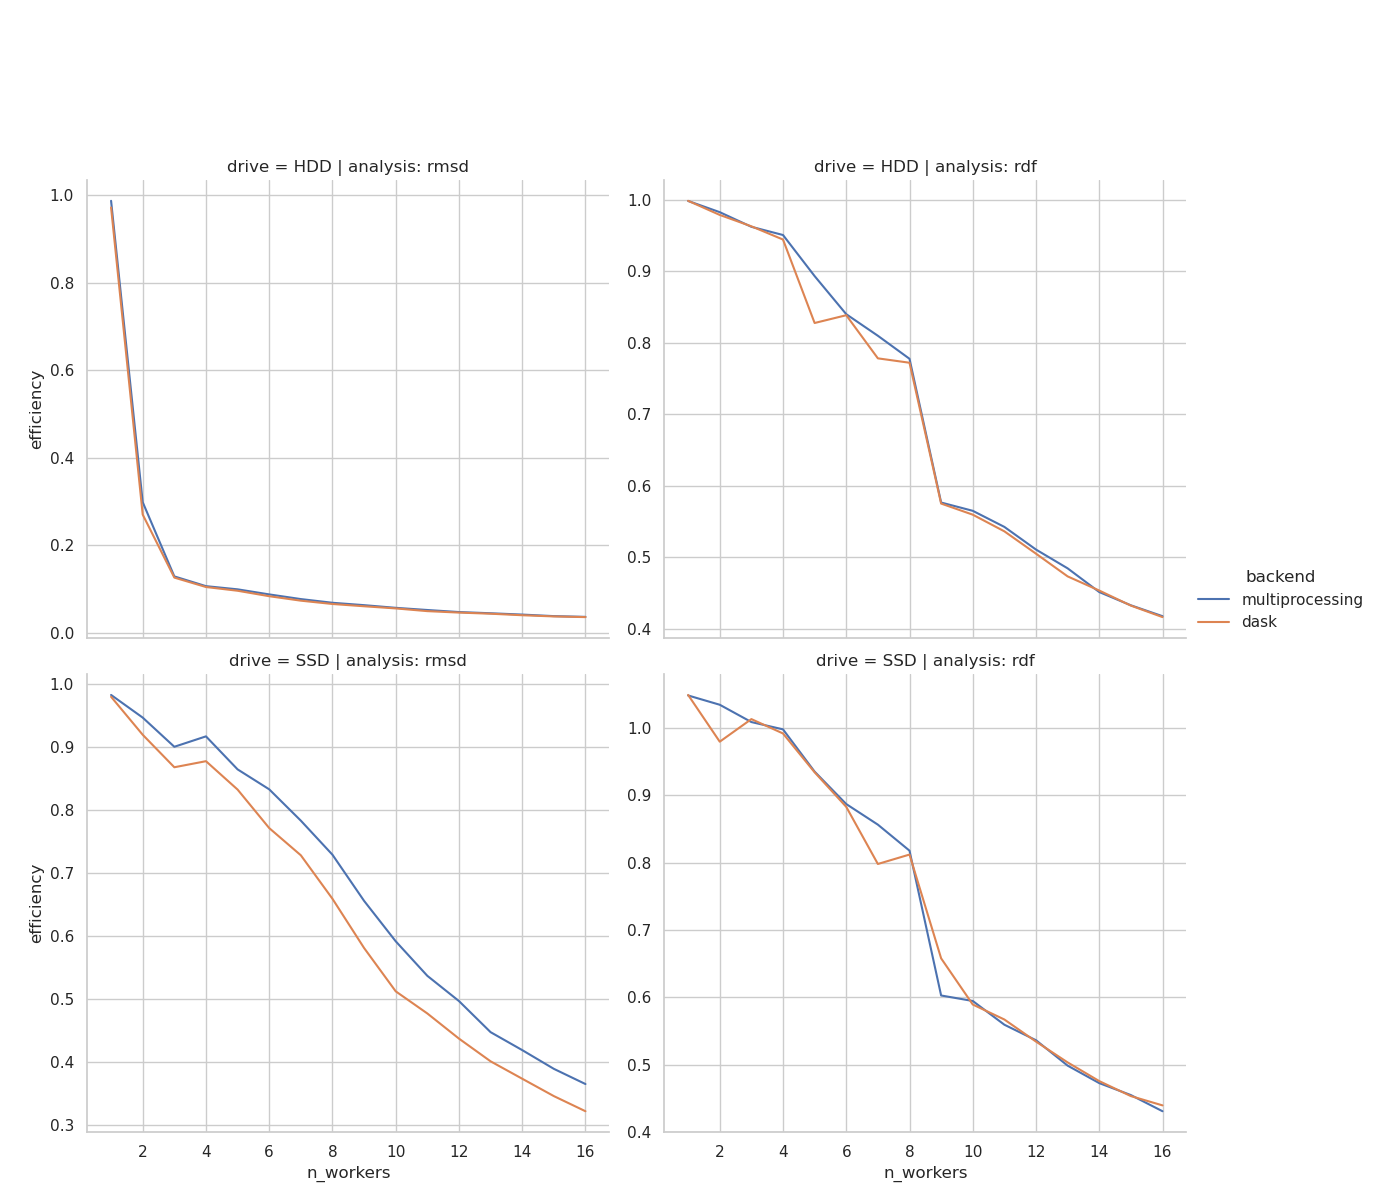 drive = HDD | analysis: rmsd
drive = HDD | analysis: rdf
1.0
0.8
0.6
0.4
0.2
0.0
efficiency
1.0
0.9
0.8
0.7
0.6
0.5
0.4
backend
multiprocessing
dask
drive = SSD | analysis: rmsd
drive = SSD | analysis: rdf
1.0
0.9
0.8
0.7
0.6
0.5
0.4
0.3
efficiency
2 4 6 8 10 12 14 16
n_workers
1.0
0.9
0.8
0.7
0.6
0.5
0.4
2 4 6 8 10 12 14 16
n_workers